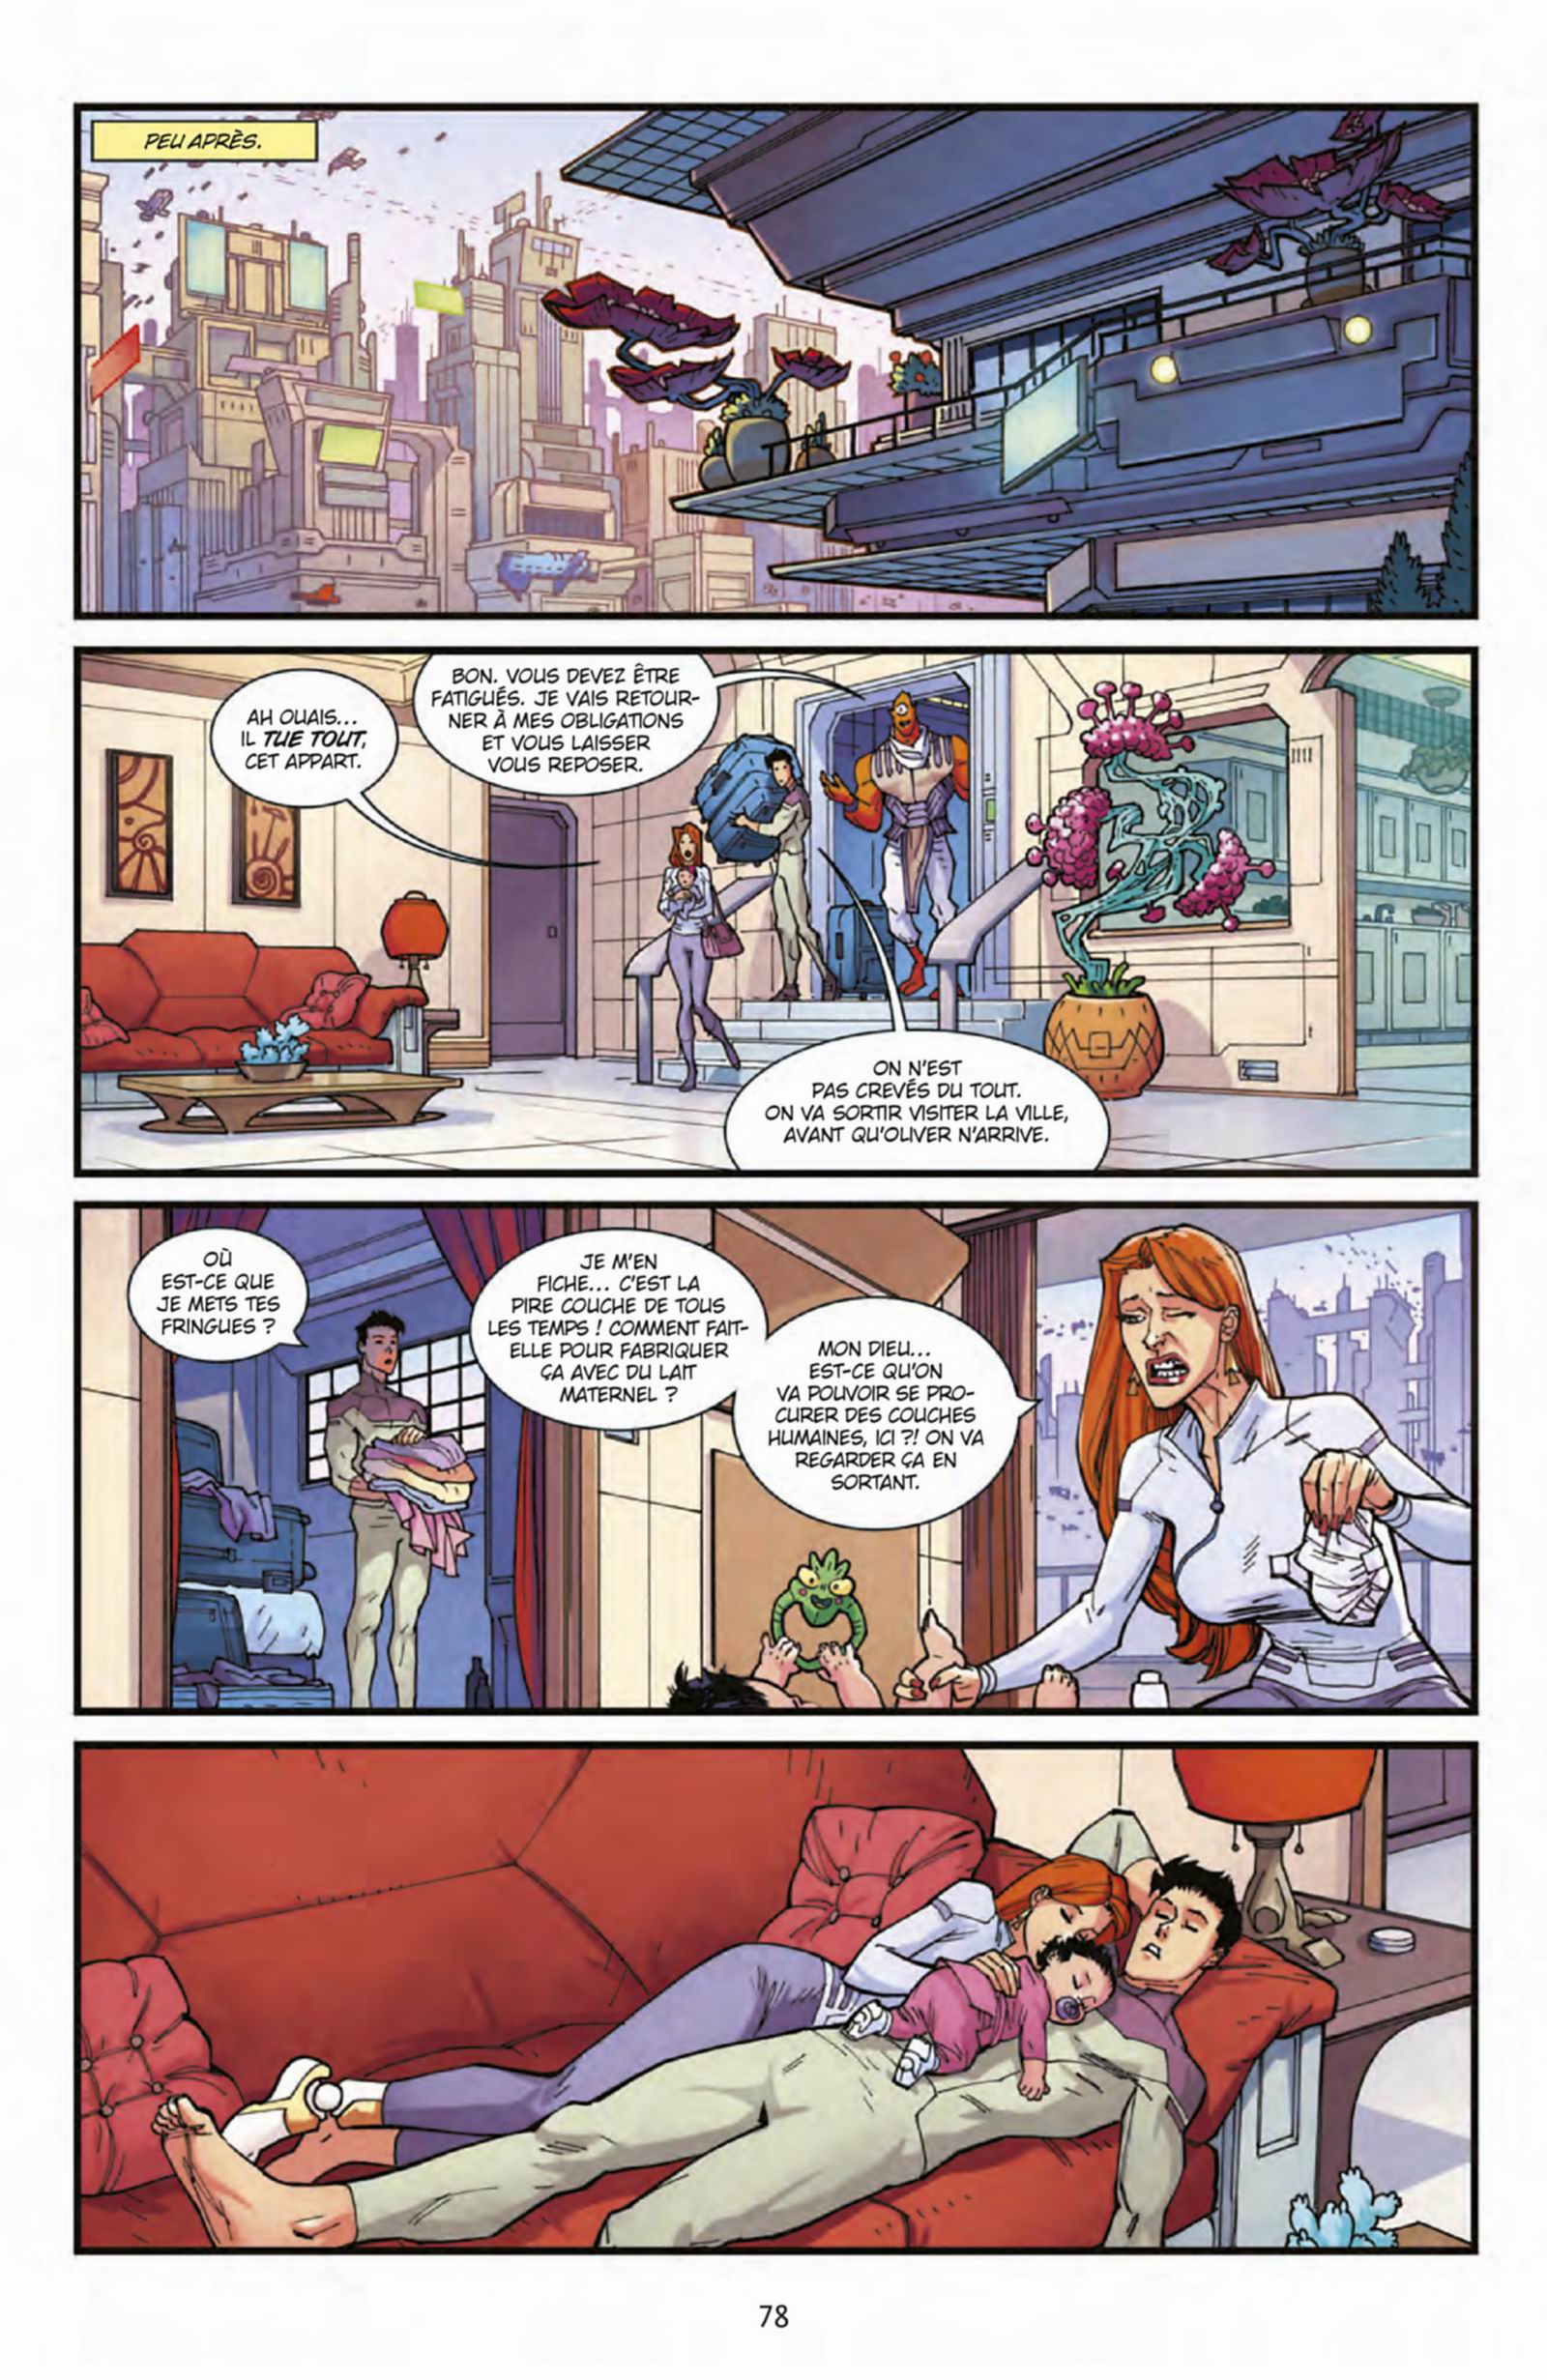 PEU APRÈS.
AH OUAIS...
IL TUE TOUT,
CET APPART.
BON. VOUS DEVEZ ÊTRE
FATIGUÉS. JE VAIS RETOUR-
NER À MES OBLIGATIONS
ET VOUS LAISSER
VOUS REPOSER.
ON N'EST
PAS CREVÉS DU TOUT.
ON VA SORTIR VISITER LA VILLE,
AVANT QU'OLIVER N'ARRIVE.
OÙ
EST-CE QUE
JE METS TES
FRINGUES ?
JE M'EN
FICHE... C'EST LA
PIRE COUCHE DE TOUS
LES TEMPS ! COMMENT FAIT-
ELLE POUR FABRIQUER
ÇA AVEC DU LAIT
MATERNEL ?
MON DIEU...
EST-CE QU'ON
VA POUVOIR SE PRO-
CURER DES COUCHES
HUMAINES, ICI ?! ON VA
REGARDER ÇA EN
SORTANT.
78